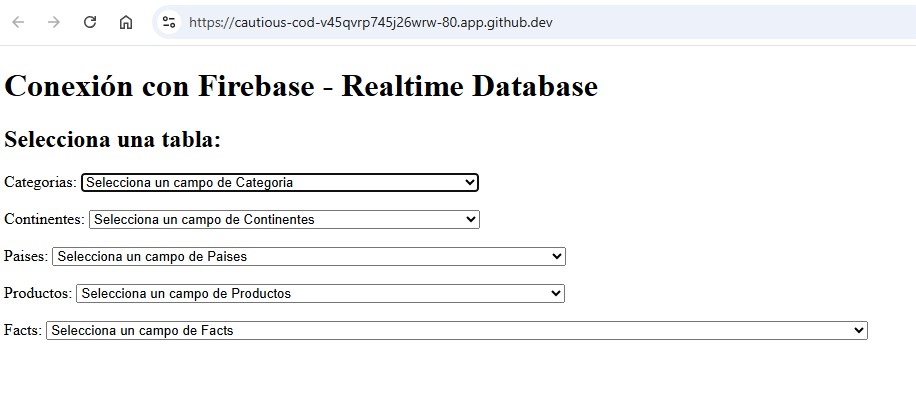 https://cautious-cod-v45qvrp745j26wrw-80.app.github.dev
Conexión con Firebase - Realtime Database
Selecciona una tabla:
Categorias: Selecciona un campo de Categoria
Continentes: Selecciona un campo de Continentes
Paises: Selecciona un campo de Paises
Productos: Selecciona un campo de Productos
Facts: Selecciona un campo de Facts